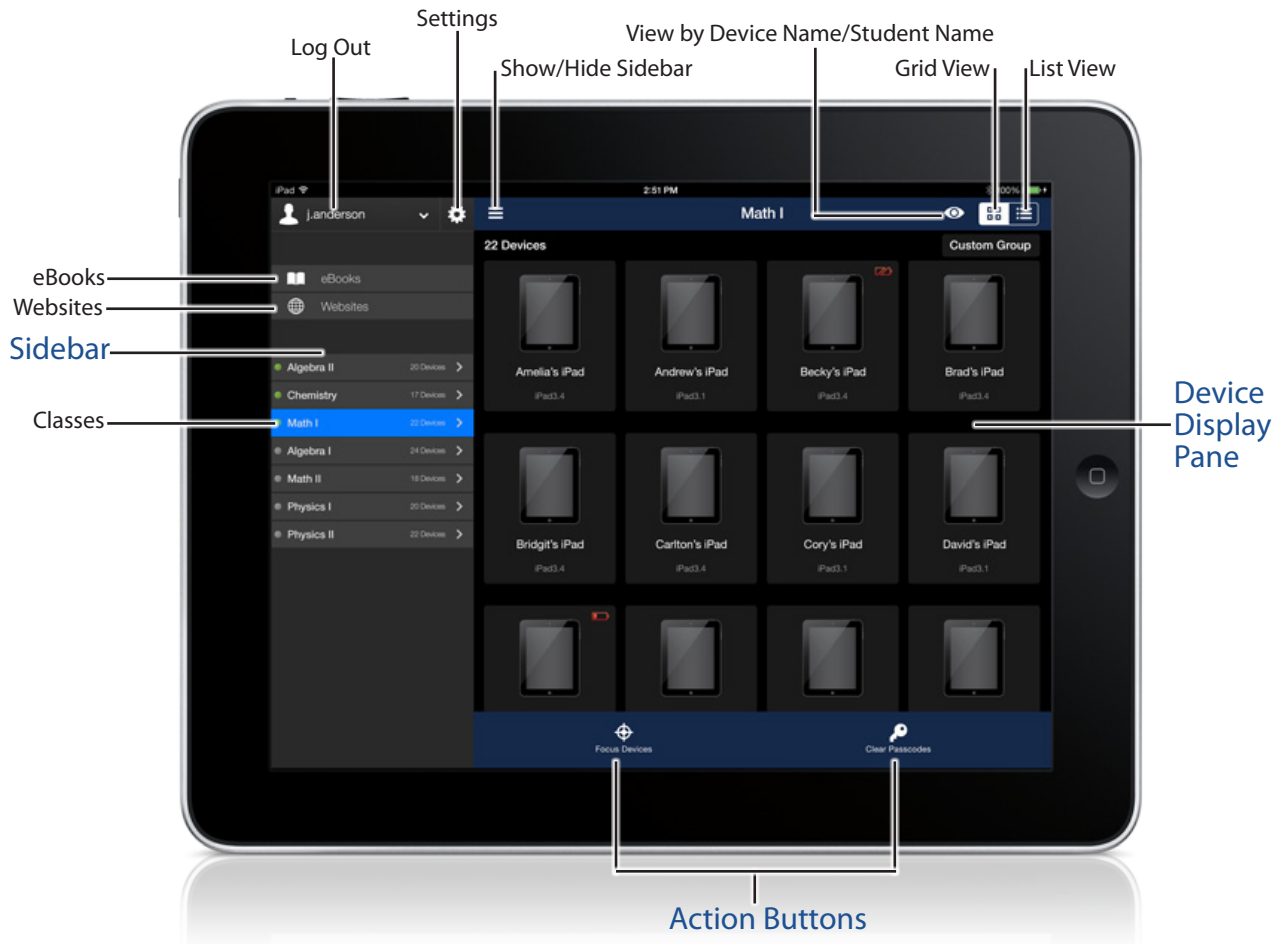 Settings
Log Out
View by Device Name/Student Name
Show/Hide Sidebar
Grid View
List View
iPad
2:51 PM
100%
j.anderson
Math I
22 Devices
Custom Group
eBooks
eBooks
Websites
Websites
Sidebar
Amelia's iPad
Andrew's iPad
Becky's iPad
Brad's iPad
iPad3.4
iPad3.1
iPad3.4
iPad3.4
Algebra II 20 Devices
Chemistry 17 Devices
Classes
Math I 22 Devices
Algebra I 24 Devices
Math II 18 Devices
Physics I 20 Devices
Physics II 22 Devices
Device
Display
Pane
Bridgit's iPad
Carlton's iPad
Cory's iPad
David's iPad
iPad3.4
iPad3.4
iPad3.1
iPad3.1
Focus Devices
Clear Passcodes
Action Buttons